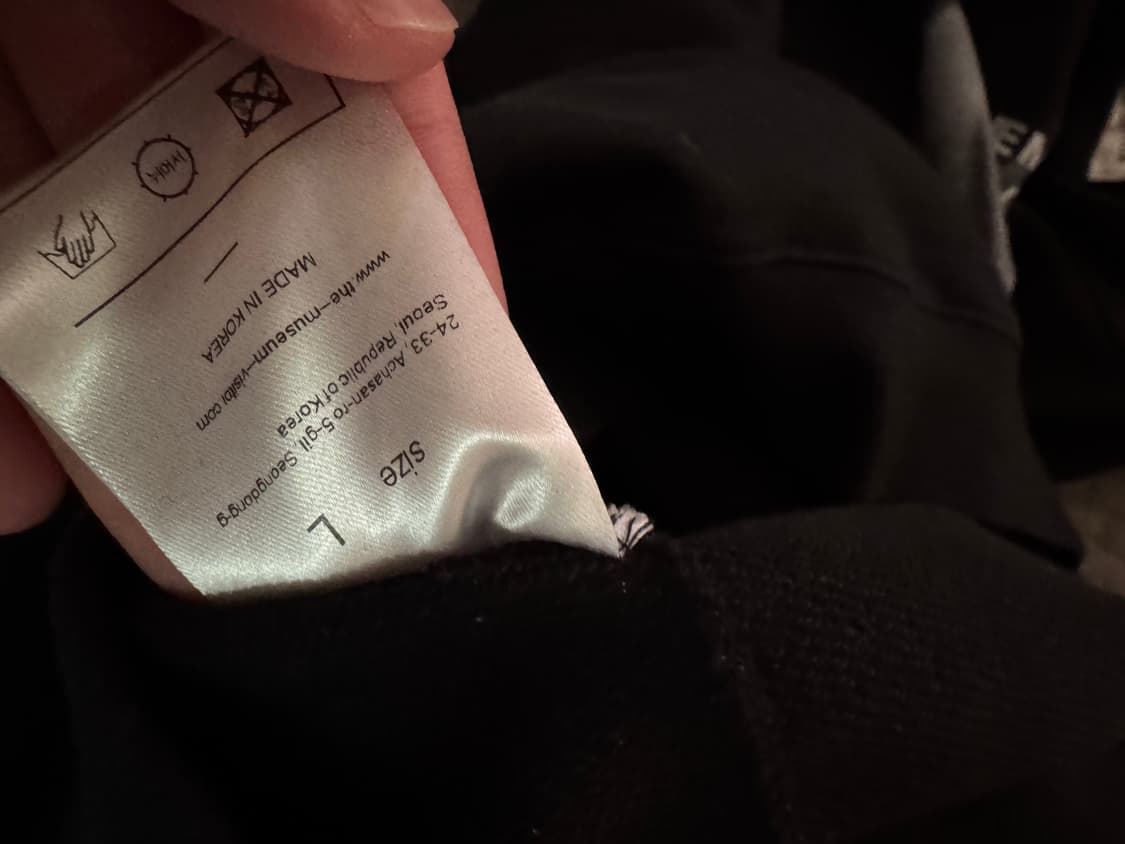 size
L
24-33, Achasan-ro 5-gil, Seongdong-g
Seoul, Republic of Korea
www.the-museum-visitor.com
MADE IN KOREA